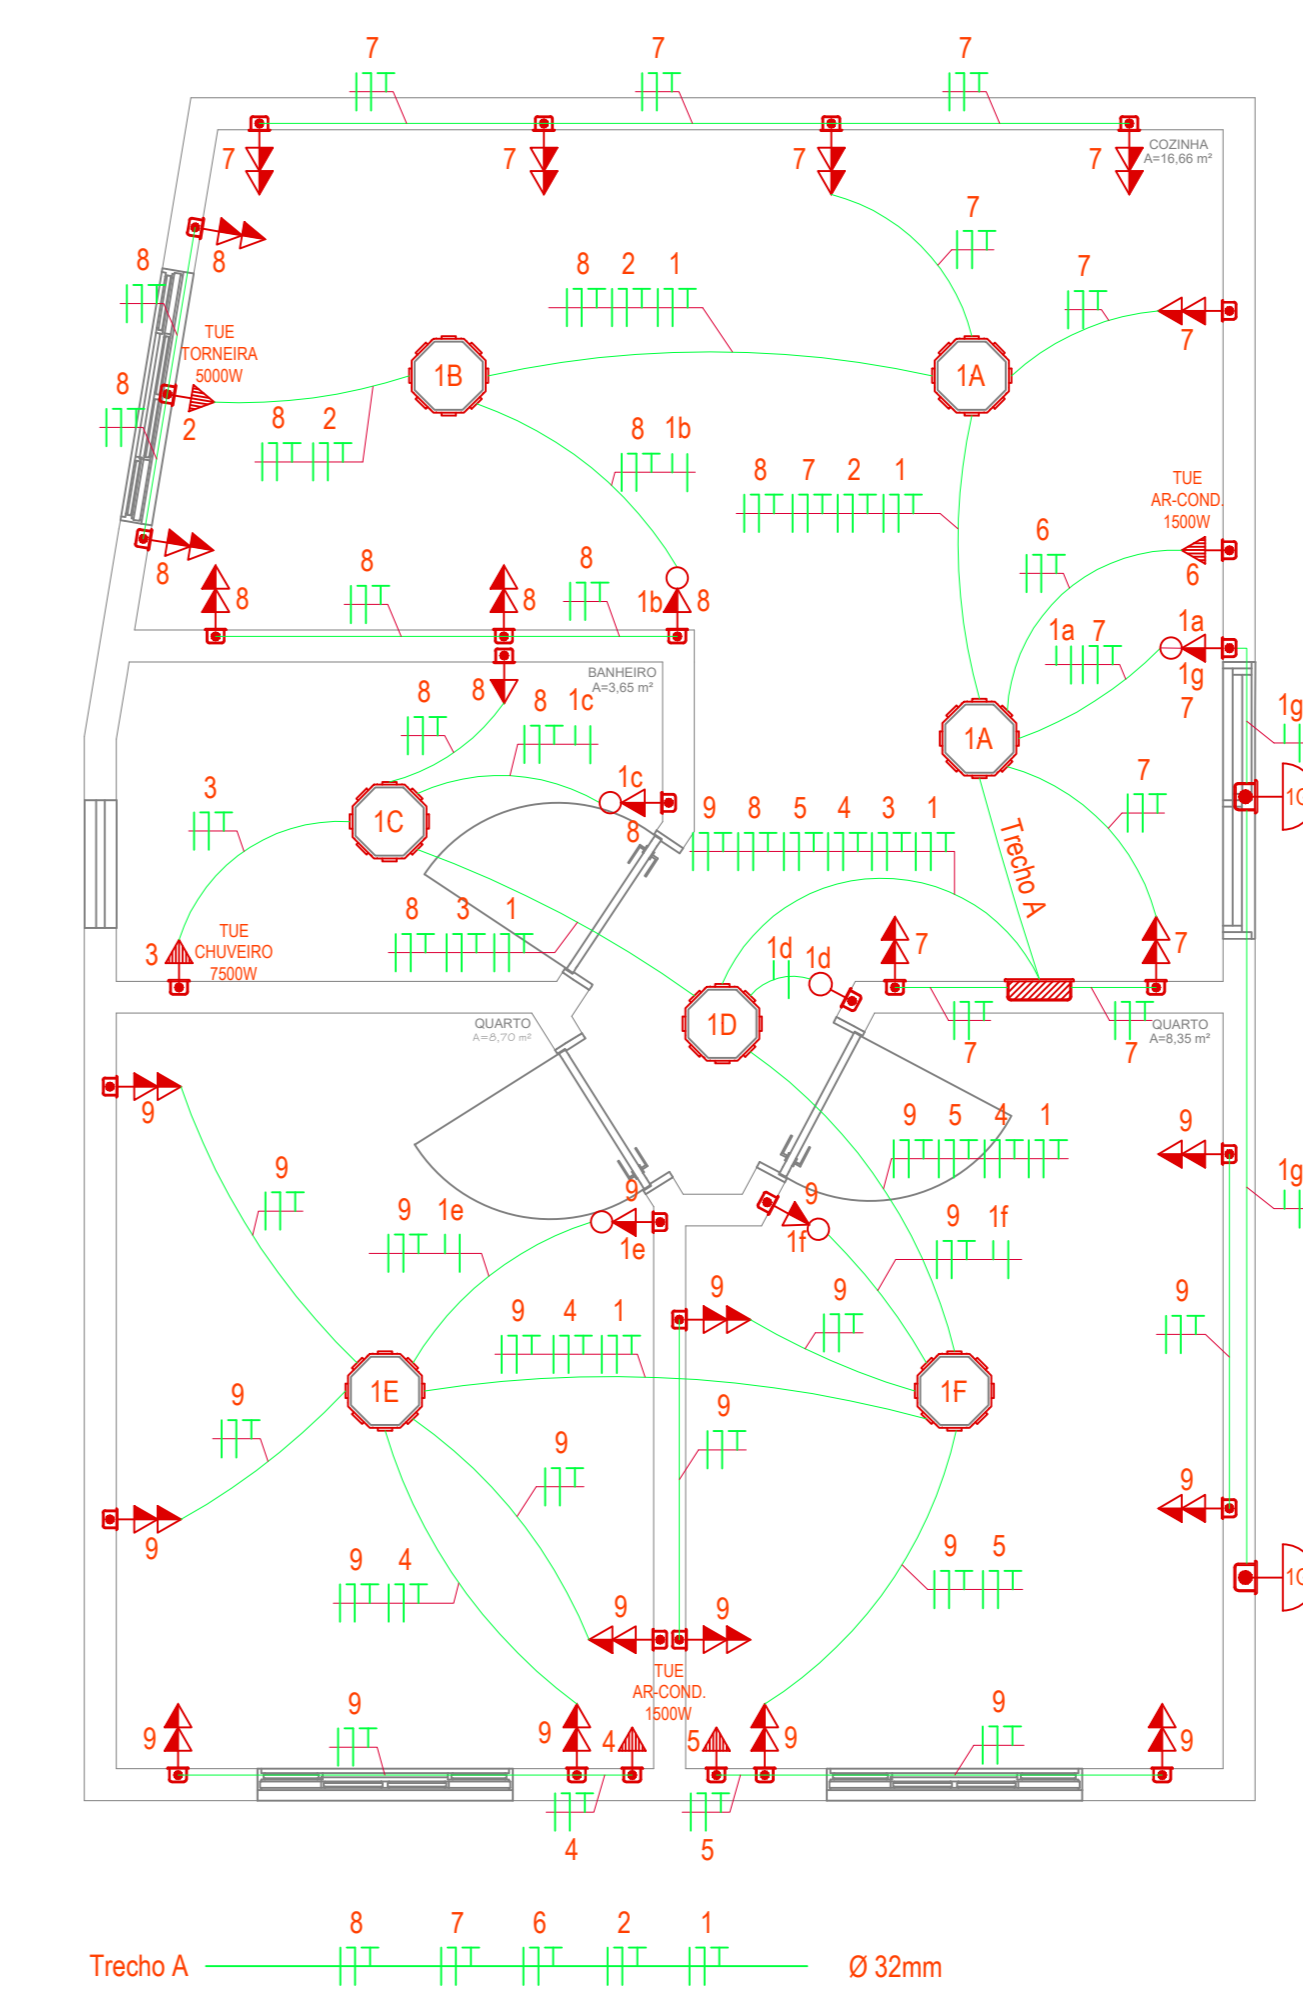 7 7 7
COZINHA
A=16,66 m²
7 7 7 7
8 8
8 2 1
7
7
7
TUE
TORNEIRA
5000W
1B
1A
8
2
8 2
8 1b
8 7 2 1
TUE
AR-COND.
1500W
6
6
8
8
8
8
8
1b 8
1a 7
1a
1g
7
BANHEIRO
A=3,65 m²
8
8
8 1c
1c
8
1A
1g
3
1C
9 8 5 4 3 1
Trecho A
7
8 3 1
TUE
CHUVEIRO
7500W
3
1d 1d
7
7
1D
7
7
QUARTO
A=8,70 m²
QUARTO
A=8,35 m²
9
9 5 4 1
9
9
9 1e
9
1e
9
1f
9 1f
1g
9 4 1
9
9
9
1E
1F
9
9
9
9
9
9 4
9 5
9
9
TUE
AR-COND.
1500W
9
9
9
9
4
5
9
9
4
5
8 7 6 2 1
Trecho A
Ø 32mm